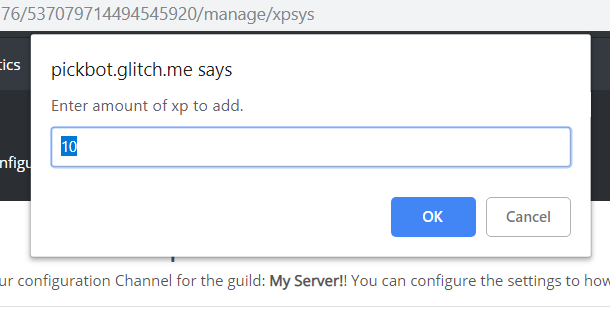 76/537079714494545920/manage/xpsys
tics
pickbot.glitch.me says
Enter amount of xp to add.
10
nfigu
OK Cancel
ur configuration Channel for the guild: My Server!! You can configure the settings to how